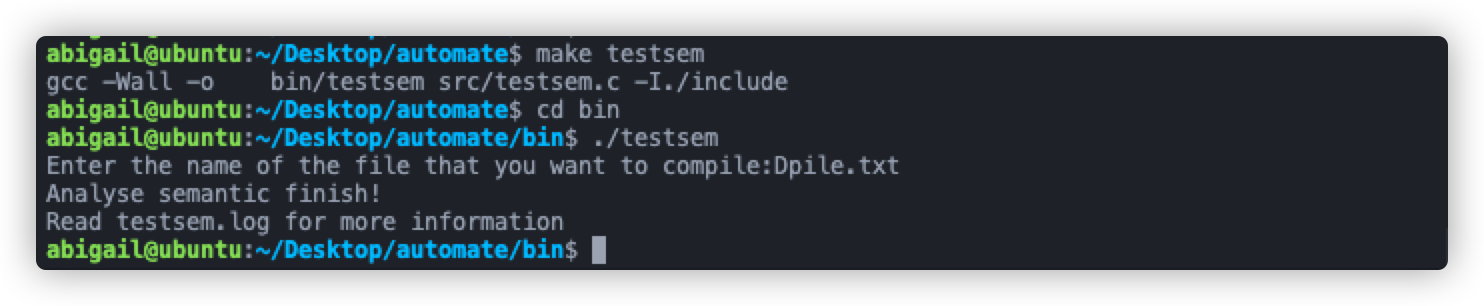 abigail@ubuntu:~/Desktop/automate$ make testsem
gcc -Wall -o    bin/testsem src/testsem.c -I./include
abigail@ubuntu:~/Desktop/automate$ cd bin
abigail@ubuntu:~/Desktop/automate/bin$ ./testsem
Enter the name of the file that you want to compile:Dpile.txt
Analyse semantic finish!
Read testsem.log for more information
abigail@ubuntu:~/Desktop/automate/bin$